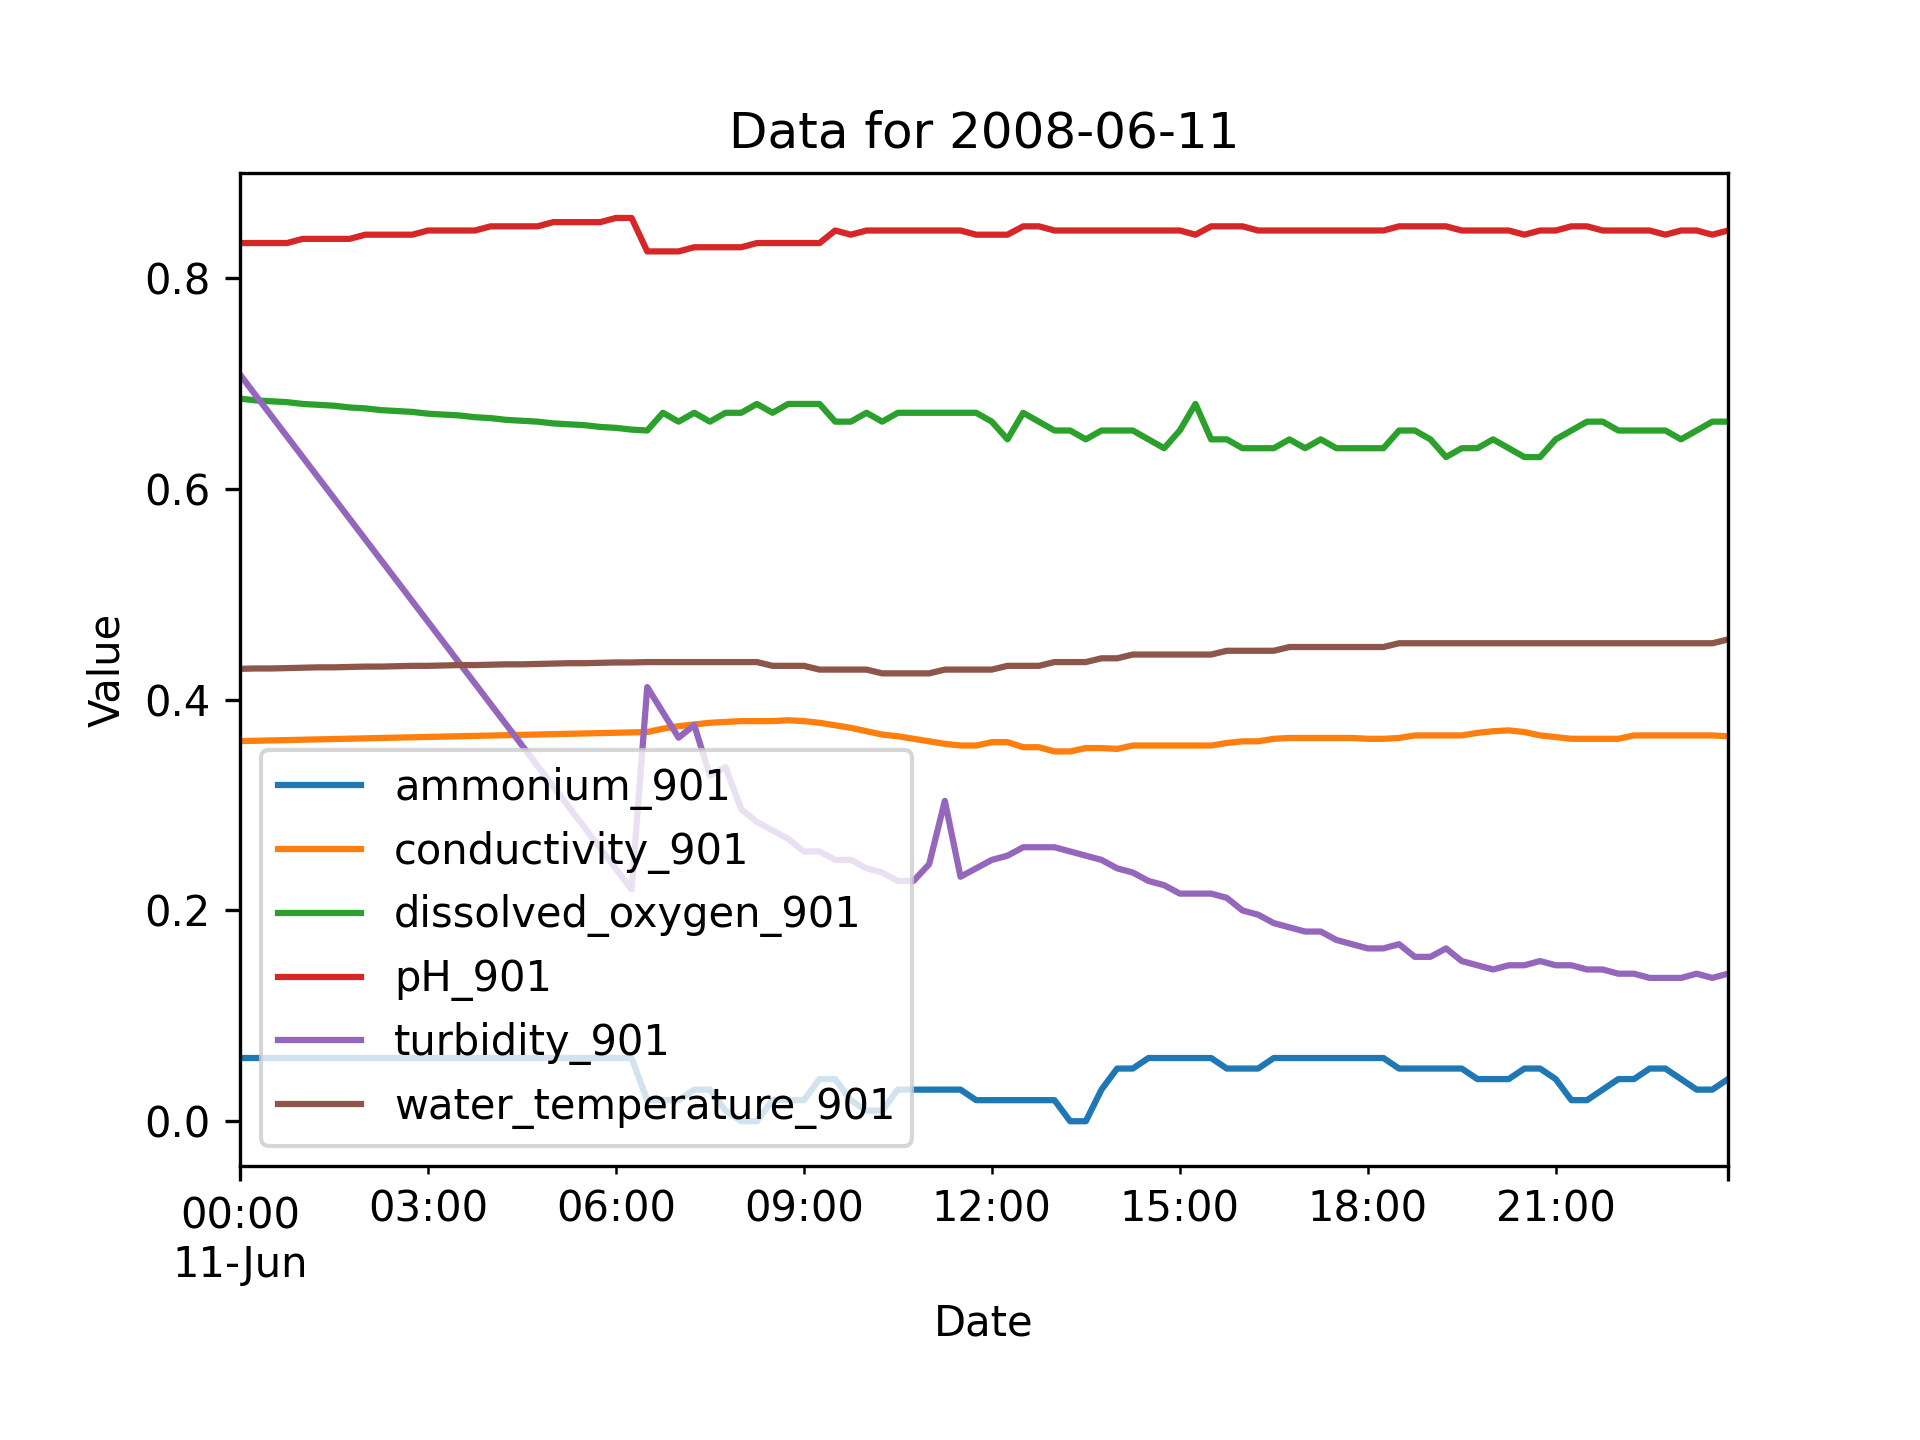 Data for 2008-06-11
Value
0.8
0.6
0.4
0.2
0.0
ammonium_901
conductivity_901
dissolved_oxygen_901
pH_901
turbidity_901
water_temperature_901
00:00 03:00 06:00 09:00 12:00 15:00 18:00 21:00
11-Jun
Date